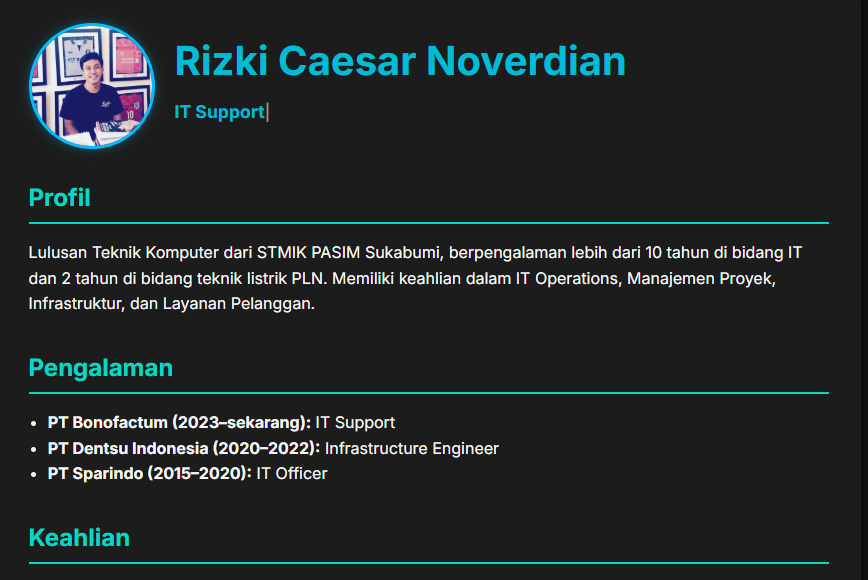 Rizki Caesar Noverdian
IT Support
Profil
Lulusan Teknik Komputer dari STMIK PASIM Sukabumi, berpengalaman lebih dari 10 tahun di bidang IT
dan 2 tahun di bidang teknik listrik PLN. Memiliki keahlian dalam IT Operations, Manajemen Proyek,
Infrastruktur, dan Layanan Pelanggan.
Pengalaman
• PT Bonofactum (2023–sekarang): IT Support
• PT Dentsu Indonesia (2020–2022): Infrastructure Engineer
• PT Sparindo (2015–2020): IT Officer
Keahlian